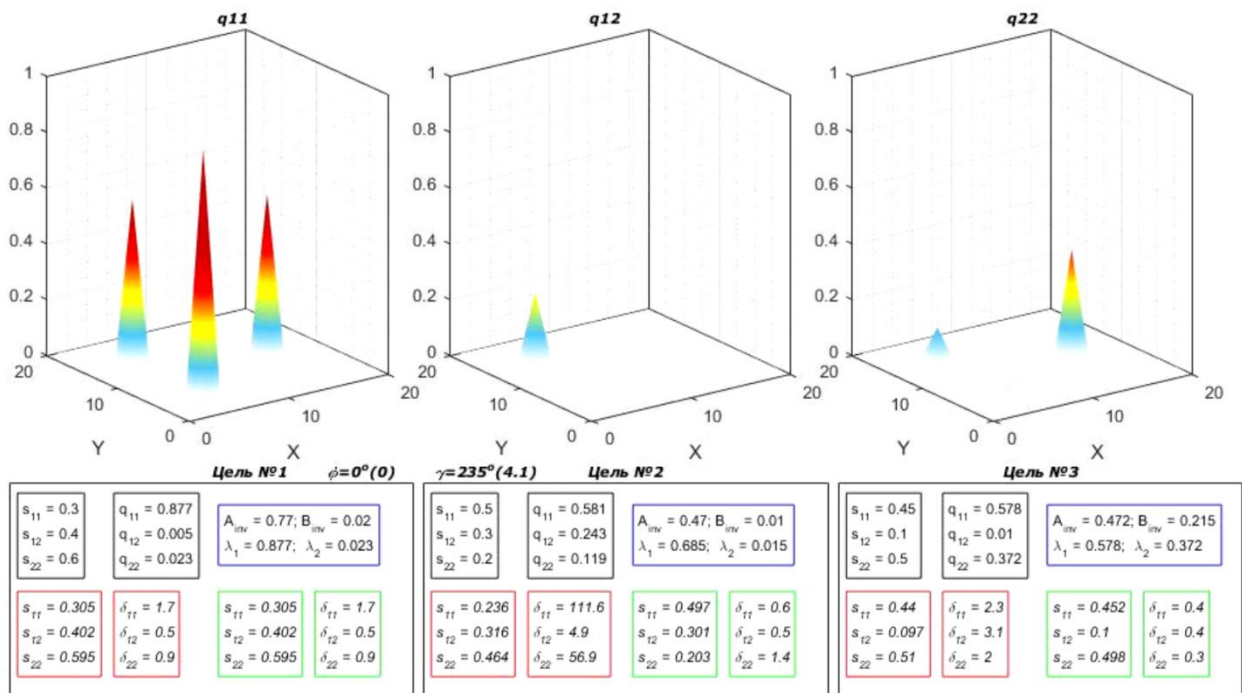 q11
q12
q22
1
0.8
0.6
0.4
0.2
0
20
10
0
Y
0
10
20
X
1
0.8
0.6
0.4
0.2
0
20
10
0
Y
0
10
20
X
1
0.8
0.6
0.4
0.2
0
20
10
0
Y
0
10
20
X
Цель №1 ϕ=0°(0) γ=235°(4.1) Цель №2 Цель №3
s11 = 0.3
s12 = 0.4
s22 = 0.6
q11 = 0.877
q12 = 0.005
q22 = 0.023
Ainv = 0.77; Binv = 0.02
λ1 = 0.877; λ2 = 0.023
s11 = 0.305
s12 = 0.402
s22 = 0.595
δ11 = 1.7
δ12 = 0.5
δ22 = 0.9
s11 = 0.305
s12 = 0.402
s22 = 0.595
δ11 = 1.7
δ12 = 0.5
δ22 = 0.9
s11 = 0.5
s12 = 0.3
s22 = 0.2
q11 = 0.581
q12 = 0.243
q22 = 0.119
Ainv = 0.47; Binv = 0.01
λ1 = 0.685; λ2 = 0.015
s11 = 0.236
s12 = 0.316
s22 = 0.464
δ11 = 111.6
δ12 = 4.9
δ22 = 56.9
s11 = 0.497
s12 = 0.301
s22 = 0.203
δ11 = 0.6
δ12 = 0.5
δ22 = 1.4
s11 = 0.45
s12 = 0.1
s22 = 0.5
q11 = 0.578
q12 = 0.01
q22 = 0.372
Ainv = 0.472; Binv = 0.215
λ1 = 0.578; λ2 = 0.372
s11 = 0.44
s12 = 0.097
s22 = 0.51
δ11 = 2.3
δ12 = 3.1
δ22 = 2
s11 = 0.452
s12 = 0.1
s22 = 0.498
δ11 = 0.4
δ12 = 0.4
δ22 = 0.3